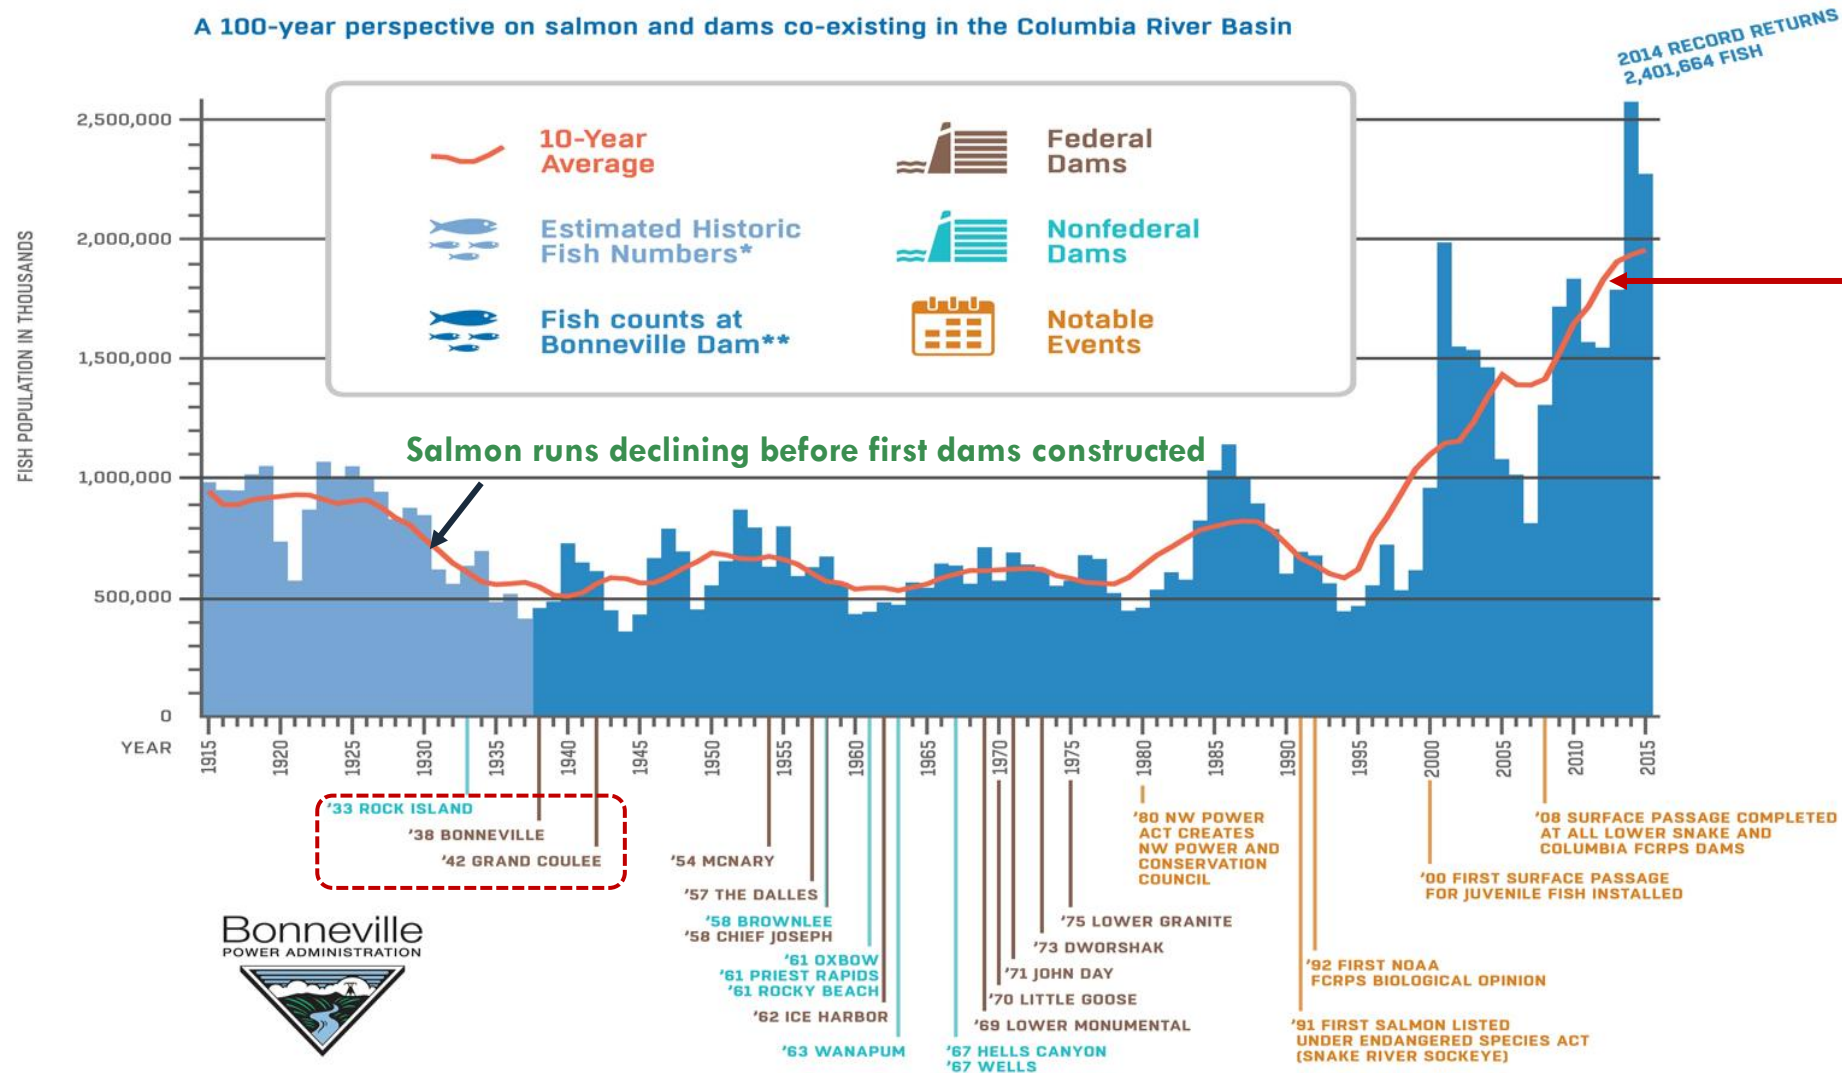 A 100-year perspective on salmon and dams co-existing in the Columbia River Basin
2014 RECORD RETURNS
2,401,664 FISH
10-Year
Average
Federal
Dams
Estimated Historic
Fish Numbers*
Nonfederal
Dams
Fish counts at
Bonneville Dam**
Notable
Events
FISH POPULATION IN THOUSANDS
2,500,000
2,000,000
1,500,000
1,000,000
500,000
0
Salmon runs declining before first dams constructed
YEAR
1915
1920
1925
1930
1935
1940
1945
1950
1955
1960
1965
1970
1975
1980
1985
1990
1995
2000
2005
2010
2015
'33 ROCK ISLAND
'38 BONNEVILLE
'42 GRAND COULEE
'54 MCNARY
'57 THE DALLES
'58 BROWNLEE
'58 CHIEF JOSEPH
'61 OXBOW
'61 PRIEST RAPIDS
'61 ROCKY BEACH
'62 ICE HARBOR
'63 WANAPUM
'67 HELLS CANYON
'67 WELLS
'69 LOWER MONUMENTAL
'70 LITTLE GOOSE
'71 JOHN DAY
'73 DWORSHAK
'75 LOWER GRANITE
'80 NW POWER
ACT CREATES
NW POWER AND
CONSERVATION
COUNCIL
'91 FIRST SALMON LISTED
UNDER ENDANGERED SPECIES ACT
(SNAKE RIVER SOCKEYE)
'92 FIRST NOAA
FCRPS BIOLOGICAL OPINION
'00 FIRST SURFACE PASSAGE
FOR JUVENILE FISH INSTALLED
'08 SURFACE PASSAGE COMPLETED
AT ALL LOWER SNAKE AND
COLUMBIA FCRPS DAMS
Bonneville
POWER ADMINISTRATION